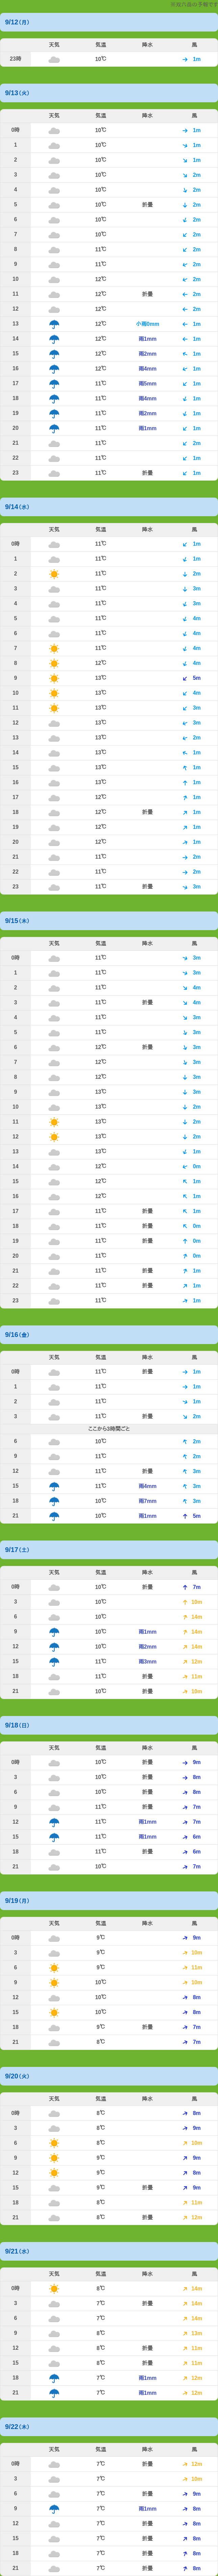 9/12(月)
天気 気温 降水 風
23時 10℃ 1m
9/13(火)
天気 気温 降水 風
0時 10℃ 1m
1 10℃ 1m
2 10℃ 1m
3 10℃ 2m
4 10℃ 2m
5 10℃ 折畳 2m
6 10℃ 2m
7 10℃ 2m
8 11℃ 2m
9 11℃ 2m
10 12℃ 2m
11 12℃ 折畳 2m
12 12℃ 2m
13 12℃ 小雨0mm 1m
14 12℃ 雨1mm 1m
15 12℃ 雨2mm 1m
16 12℃ 雨4mm 1m
17 11℃ 雨5mm 1m
18 11℃ 雨4mm 1m
19 11℃ 雨2mm 1m
20 11℃ 雨1mm 1m
21 11℃ 2m
22 11℃ 1m
23 11℃ 折畳 1m
9/14(水)
天気 気温 降水 風
0時 11℃ 1m
1 11℃ 1m
2 11℃ 2m
3 11℃ 3m
4 11℃ 3m
5 11℃ 4m
6 11℃ 4m
7 11℃ 4m
8 12℃ 4m
9 13℃ 5m
10 13℃ 4m
11 13℃ 3m
12 13℃ 3m
13 13℃ 2m
14 13℃ 1m
15 13℃ 1m
16 13℃ 1m
17 12℃ 1m
18 12℃ 折畳 1m
19 12℃ 1m
20 12℃ 1m
21 11℃ 2m
22 11℃ 2m
23 11℃ 折畳 3m
9/15(木)
天気 気温 降水 風
0時 11℃ 3m
1 11℃ 3m
2 11℃ 4m
3 11℃ 折畳 4m
4 11℃ 3m
5 11℃ 3m
6 12℃ 折畳 3m
7 12℃ 3m
8 12℃ 3m
9 13℃ 3m
10 13℃ 2m
11 13℃ 2m
12 13℃ 2m
13 13℃ 1m
14 12℃ 0m
15 12℃ 1m
16 12℃ 1m
17 11℃ 折畳 1m
18 11℃ 折畳 0m
19 11℃ 折畳 0m
20 11℃ 0m
21 11℃ 折畳 1m
22 11℃ 折畳 1m
23 11℃ 1m
9/16(金)
天気 気温 降水 風
0時 11℃ 折畳 1m
1 11℃ 1m
2 11℃ 1m
3 11℃ 折畳 2m
ここから3時間ごと
6 10℃ 2m
9 11℃ 2m
12 11℃ 折畳 3m
15 11℃ 雨4mm 3m
18 10℃ 雨7mm 3m
21 10℃ 雨1mm 5m
9/17(土)
天気 気温 降水 風
0時 10℃ 折畳 7m
3 10℃ 10m
6 10℃ 14m
9 10℃ 雨1mm 14m
12 10℃ 雨2mm 14m
15 11℃ 雨3mm 12m
18 11℃ 折畳 11m
21 10℃ 折畳 10m
9/18(日)
天気 気温 降水 風
0時 10℃ 折畳 9m
3 10℃ 折畳 8m
6 10℃ 折畳 8m
9 11℃ 折畳 7m
12 11℃ 雨1mm 7m
15 11℃ 雨1mm 6m
18 11℃ 折畳 6m
21 10℃ 7m
9/19(月)
天気 気温 降水 風
0時 9℃ 9m
3 9℃ 10m
6 9℃ 11m
9 10℃ 10m
12 10℃ 8m
15 10℃ 8m
18 9℃ 折畳 7m
21 8℃ 7m
9/20(火)
天気 気温 降水 風
0時 8℃ 8m
3 8℃ 9m
6 8℃ 10m
9 9℃ 9m
12 9℃ 8m
15 9℃ 折畳 9m
18 8℃ 11m
21 8℃ 折畳 12m
9/21(水)
天気 気温 降水 風
0時 8℃ 14m
3 7℃ 折畳 14m
6 7℃ 14m
9 8℃ 13m
12 8℃ 折畳 11m
15 8℃ 折畳 11m
18 7℃ 雨1mm 12m
21 7℃ 雨1mm 12m
9/22(木)
天気 気温 降水 風
0時 7℃ 折畳 12m
3 7℃ 10m
6 7℃ 折畳 9m
9 7℃ 雨1mm 8m
12 7℃ 折畳 8m
15 7℃ 折畳 8m
18 7℃ 折畳 8m
21 7℃ 折畳 8m